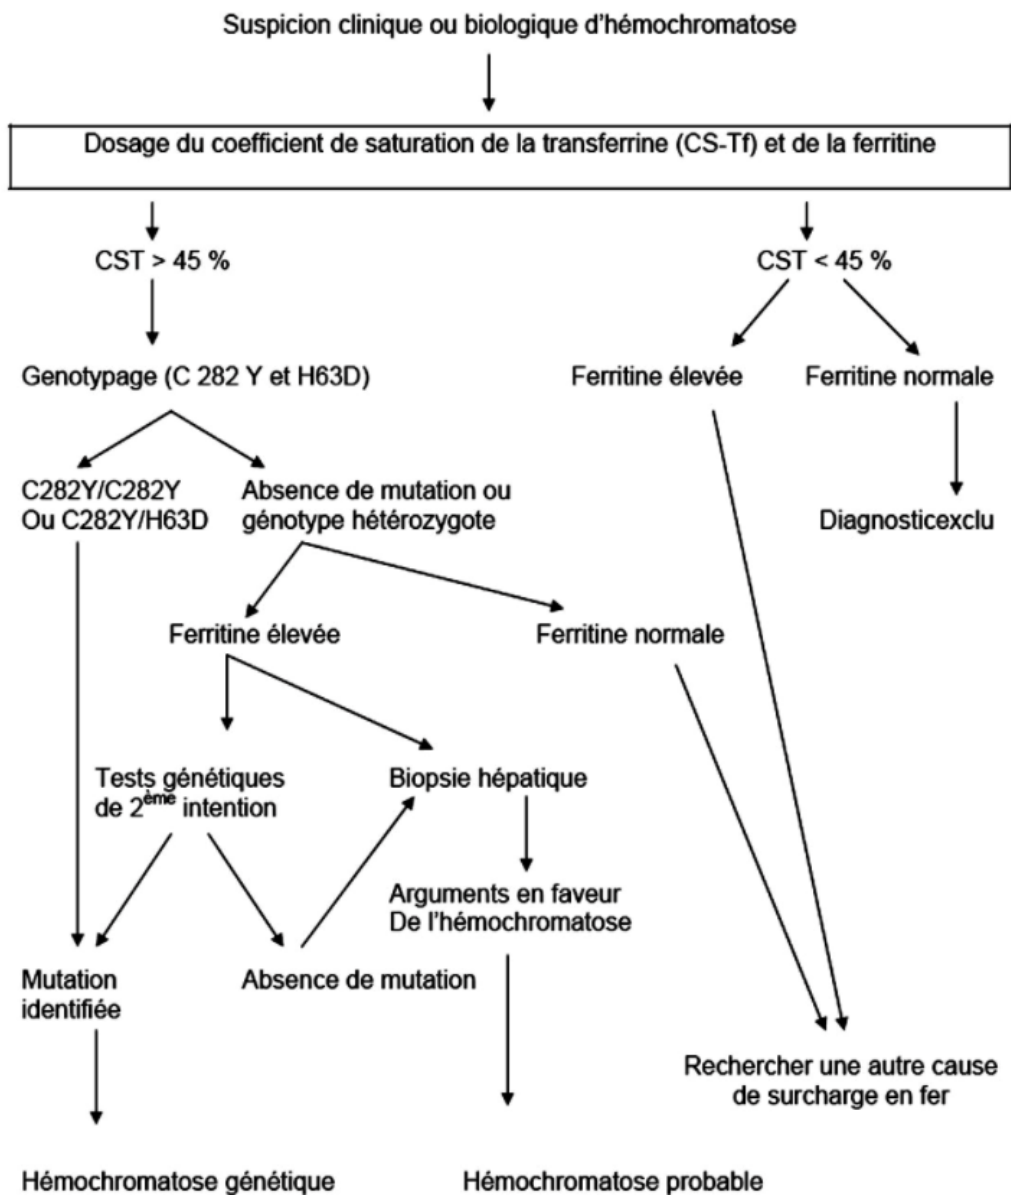 Suspicion clinique ou biologique d'hémochromatose
Dosage du coefficient de saturation de la transferrine (CS-Tf) et de la ferritine
CST > 45 %
CST < 45 %
Genotypage (C 282 Y et H63D)
Ferritine élevée
Ferritine normale
C282Y/C282Y
Ou C282Y/H63D
Absence de mutation ou
génotype hétérozygote
Diagnosticexclu
Ferritine élevée
Ferritine normale
Tests génétiques
de 2ème intention
Biopsie hépatique
Arguments en faveur
De l'hémochromatose
Mutation
identifiée
Absence de mutation
Rechercher une autre cause
de surcharge en fer
Hémochromatose génétique
Hémochromatose probable